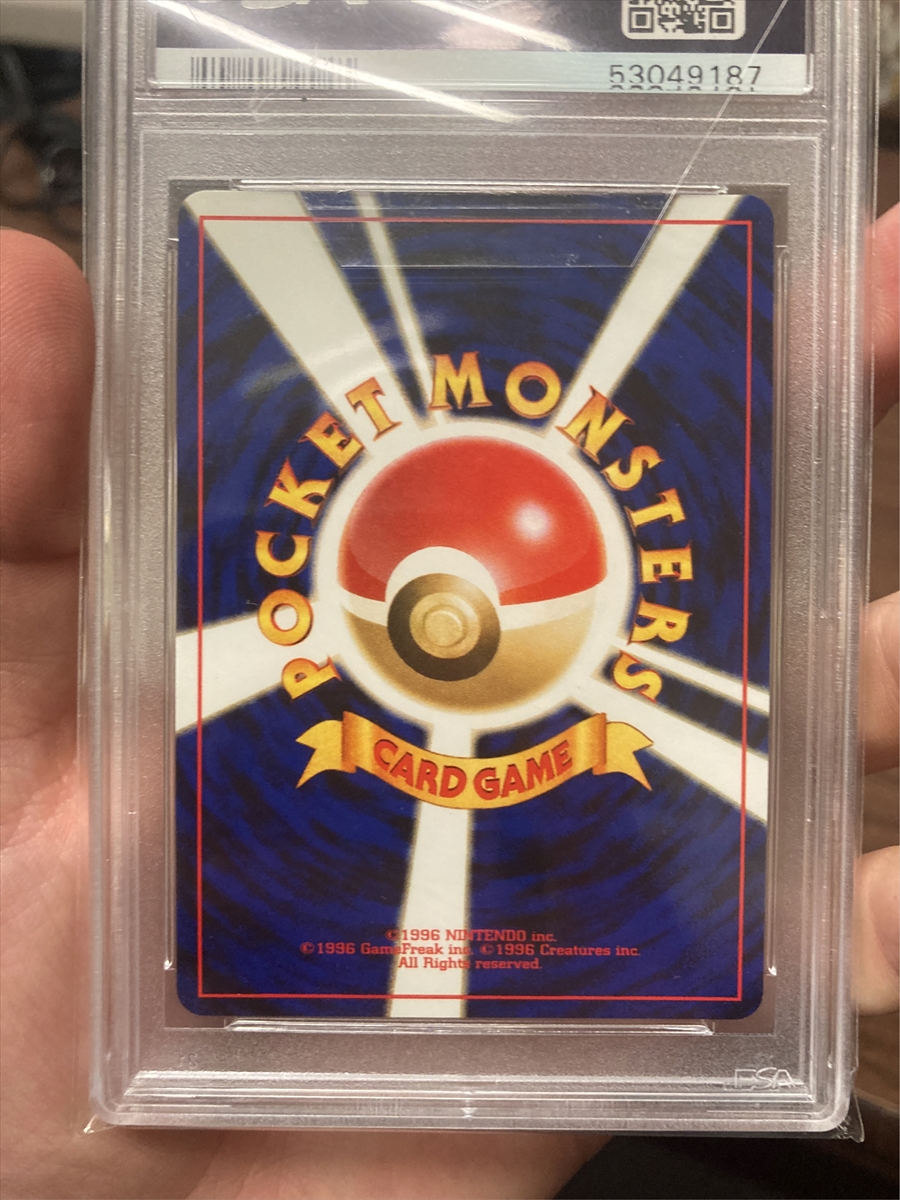 53049187
POCKET MONSTERS
CARD GAME
©1996 NINTENDO inc.
©1996 GameFreak inc. ©1996 Creatures inc.
All Rights reserved.
PSA